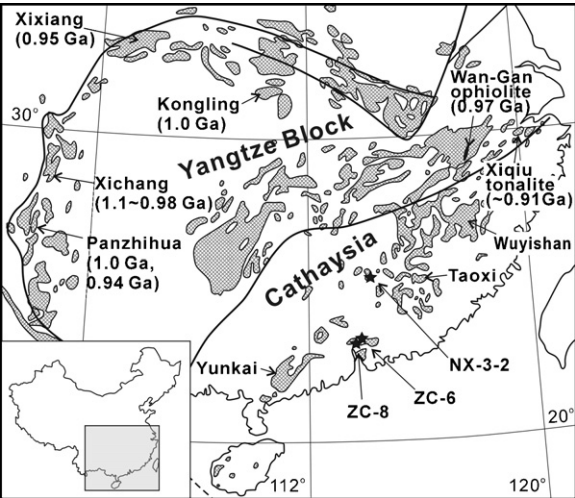 Xixiang
(0.95 Ga)
Wan-Gan
ophiolite
(0.97 Ga)
Kongling
(1.0 Ga)
30°
Yangtze Block
Xichang
(1.1~0.98 Ga)
Xiqiu
tonalite
(~0.91Ga)
Panzhihua
(1.0 Ga,
0.94 Ga)
Wuyishan
Cathaysia
Taoxi
Yunkai
NX-3-2
ZC-6
ZC-8
20°
112°
120°